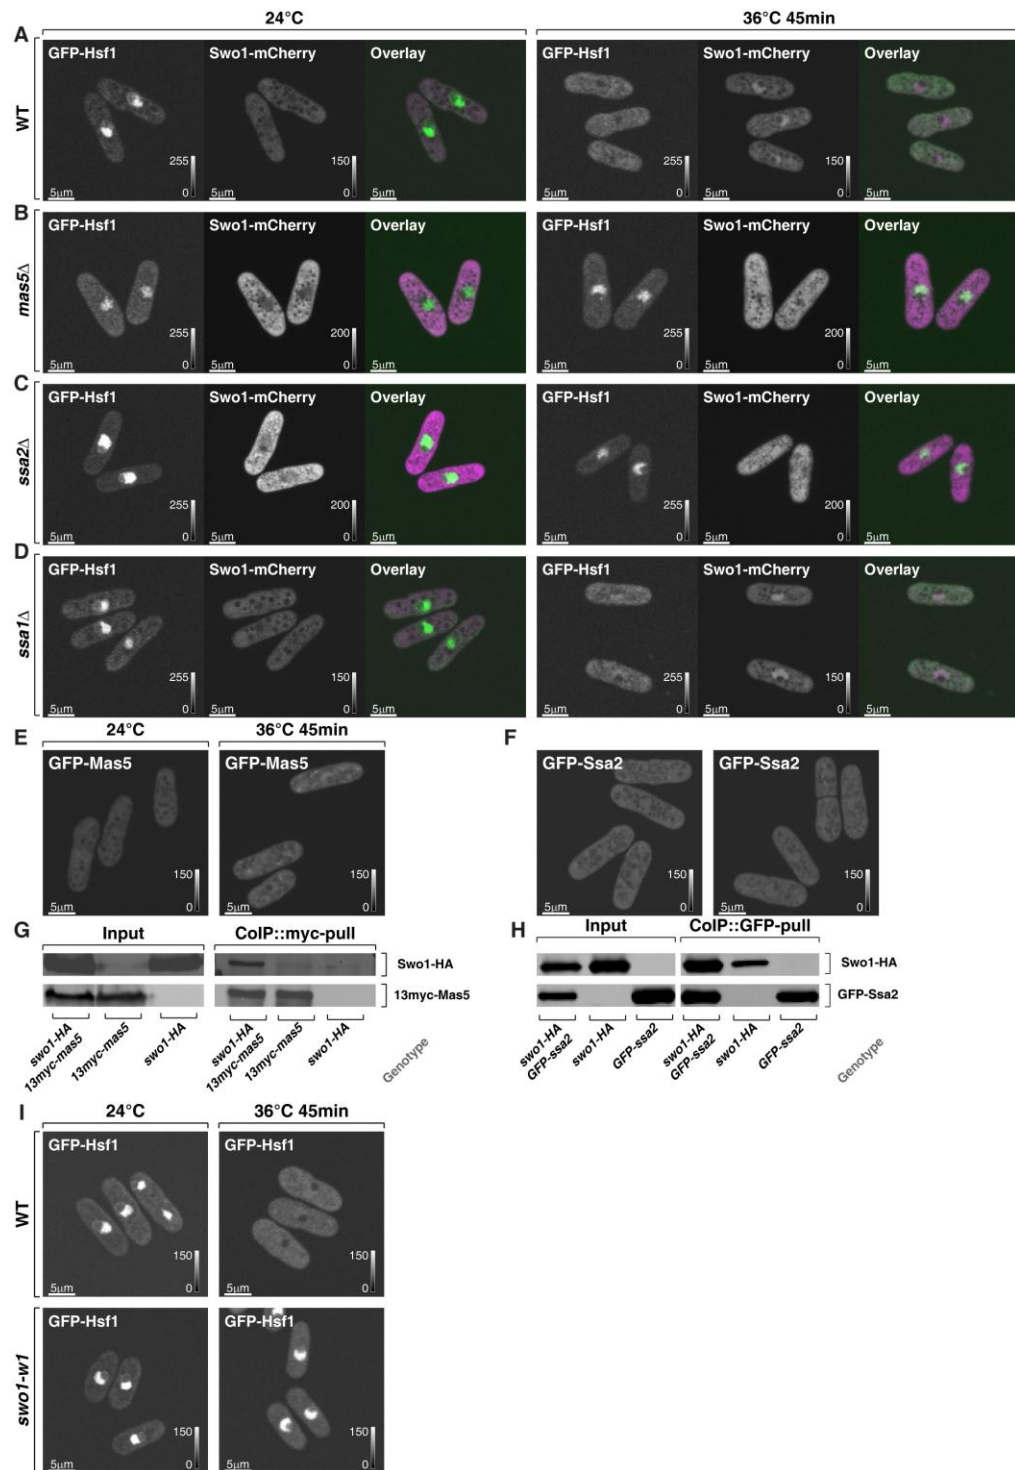 24°C
36°C 45min
A
WT
GFP-Hsf1
Swo1-mCherry
Overlay
GFP-Hsf1
Swo1-mCherry
Overlay
255
0
150
0
255
0
150
0
5μm
5μm
5μm
5μm
5μm
5μm
B
mas5Δ
GFP-Hsf1
Swo1-mCherry
Overlay
GFP-Hsf1
Swo1-mCherry
Overlay
255
0
200
0
255
0
200
0
5μm
5μm
5μm
5μm
5μm
5μm
C
ssa2Δ
GFP-Hsf1
Swo1-mCherry
Overlay
GFP-Hsf1
Swo1-mCherry
Overlay
255
0
200
0
255
0
200
0
5μm
5μm
5μm
5μm
5μm
5μm
D
ssa1Δ
GFP-Hsf1
Swo1-mCherry
Overlay
GFP-Hsf1
Swo1-mCherry
Overlay
255
0
150
0
255
0
150
0
5μm
5μm
5μm
5μm
5μm
5μm
E
24°C
36°C 45min
GFP-Mas5
GFP-Mas5
150
0
150
0
5μm
5μm
F
GFP-Ssa2
GFP-Ssa2
150
0
150
0
5μm
5μm
G
Input
CoIP::myc-pull
Swo1-HA
13myc-Mas5
swo1-HA
13myc-mas5
13myc-mas5
swo1-HA
swo1-HA
13myc-mas5
13myc-mas5
swo1-HA
Genotype
H
Input
CoIP::GFP-pull
Swo1-HA
GFP-Ssa2
swo1-HA
GFP-ssa2
swo1-HA
GFP-ssa2
swo1-HA
GFP-ssa2
swo1-HA
GFP-ssa2
Genotype
I
24°C
36°C 45min
WT
GFP-Hsf1
GFP-Hsf1
150
0
150
0
5μm
5μm
swo1-w1
GFP-Hsf1
GFP-Hsf1
150
0
150
0
5μm
5μm